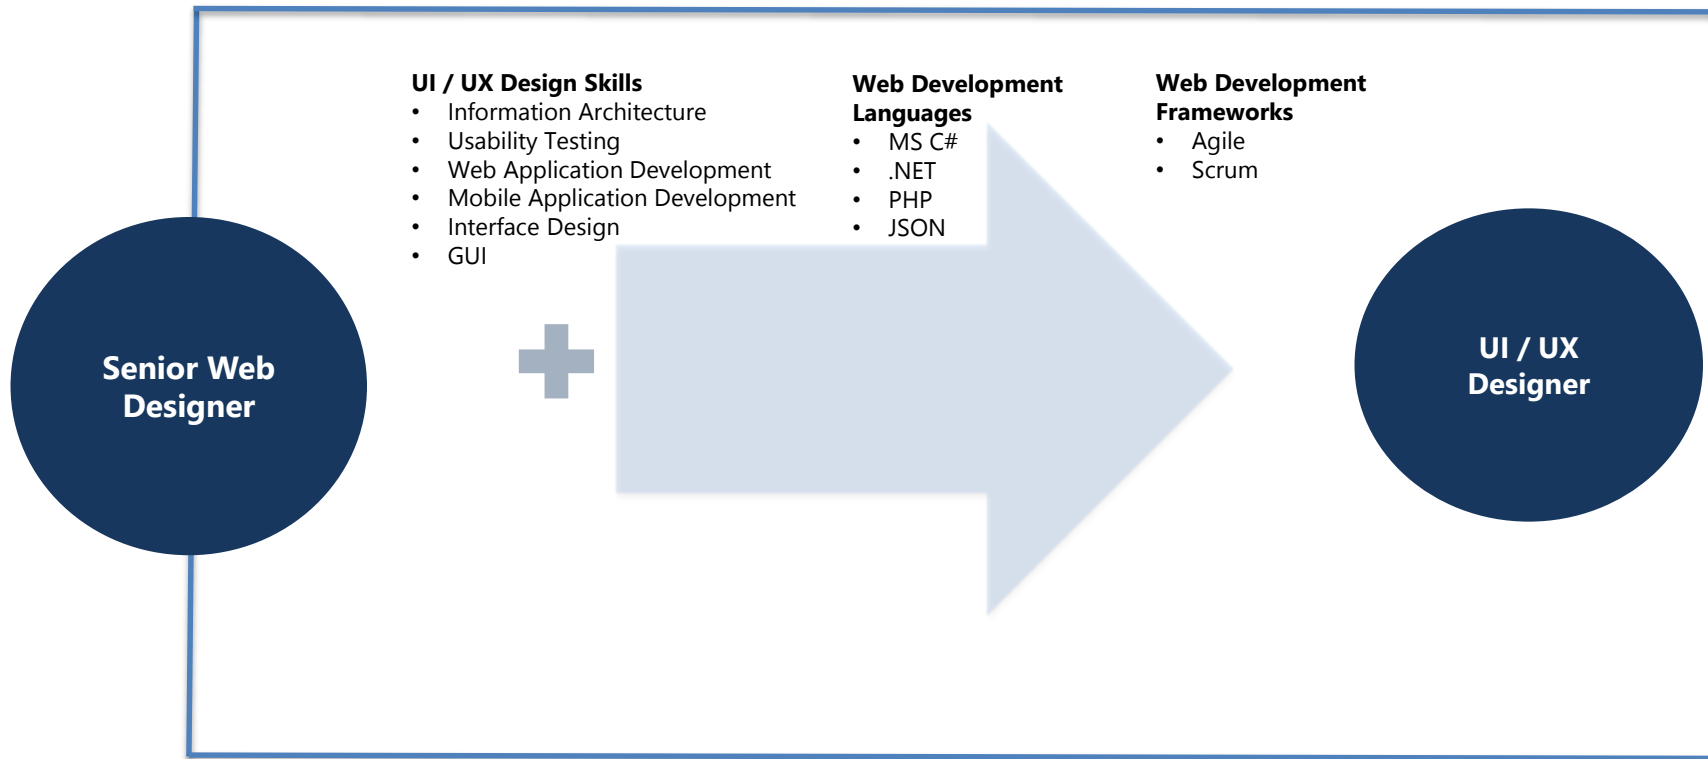 UI / UX Design Skills
• Information Architecture
• Usability Testing
• Web Application Development
• Mobile Application Development
• Interface Design
• GUI
Web Development
Languages
• MS C#
• .NET
• PHP
• JSON
Web Development
Frameworks
• Agile
• Scrum
Senior Web
Designer
UI / UX
Designer